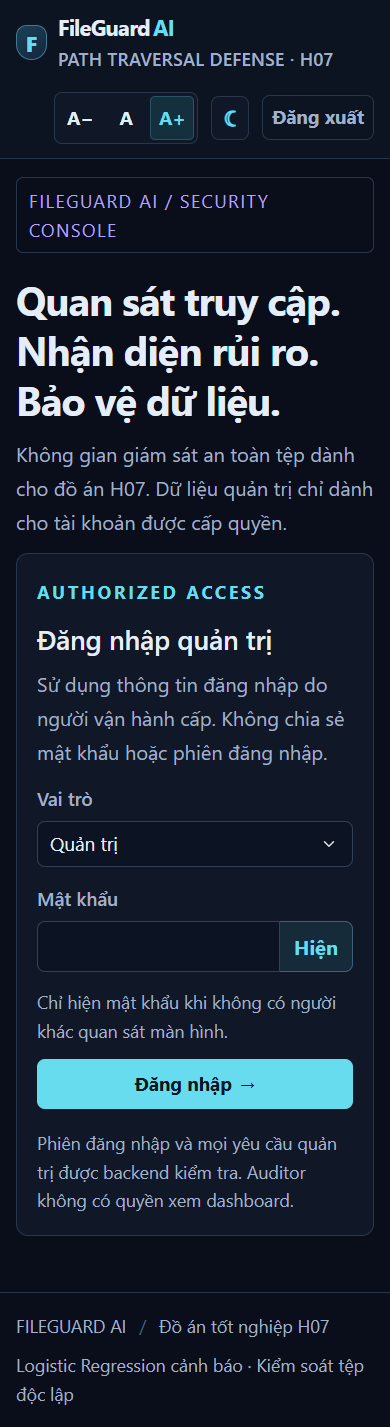 F
FileGuard AI
PATH TRAVERSAL DEFENSE · H07
A− A A+ Đăng xuất
FILEGUARD AI / SECURITY
CONSOLE
Quan sát truy cập.
Nhận diện rủi ro.
Bảo vệ dữ liệu.
Không gian giám sát an toàn tệp dành
cho đồ án H07. Dữ liệu quản trị chỉ dành
cho tài khoản được cấp quyền.
AUTHORIZED ACCESS
Đăng nhập quản trị
Sử dụng thông tin đăng nhập do
người vận hành cấp. Không chia sẻ
mật khẩu hoặc phiên đăng nhập.
Vai trò
Quản trị
Mật khẩu
Hiện
Chỉ hiện mật khẩu khi không có người
khác quan sát màn hình.
Đăng nhập →
Phiên đăng nhập và mọi yêu cầu quản
trị được backend kiểm tra. Auditor
không có quyền xem dashboard.
FILEGUARD AI / Đồ án tốt nghiệp H07
Logistic Regression cảnh báo · Kiểm soát tệp
độc lập